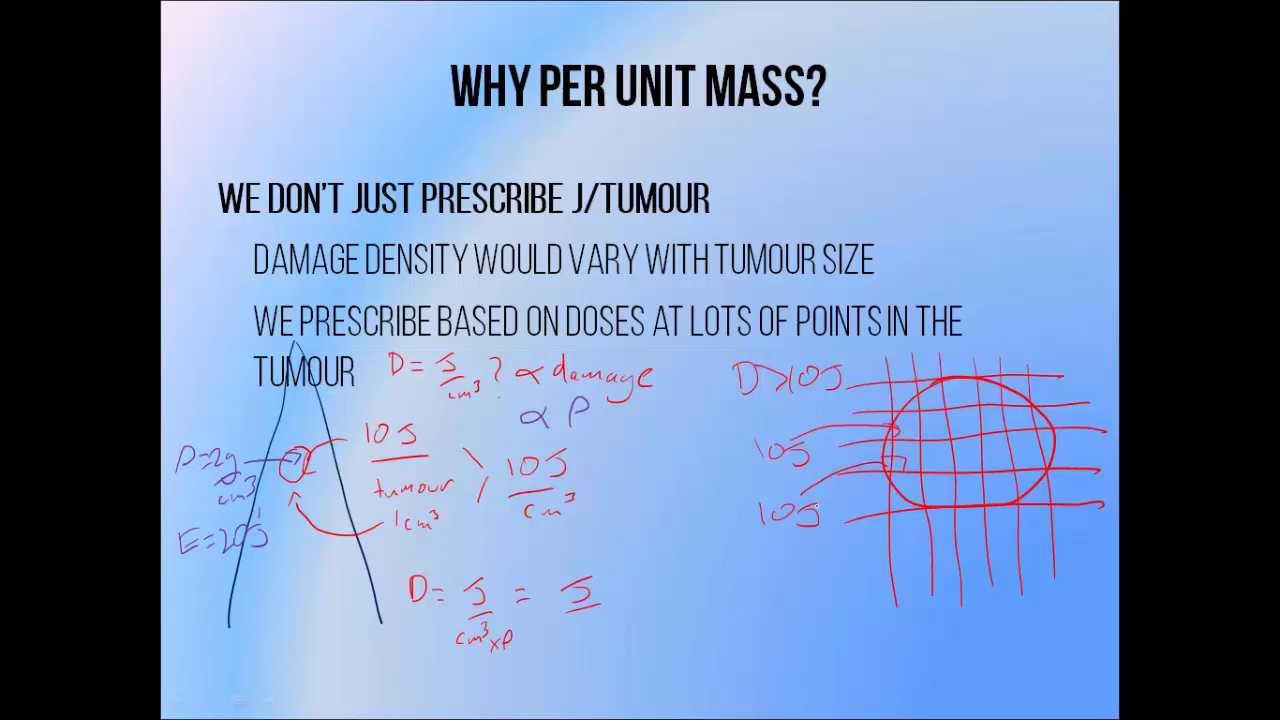 WHY PER UNIT MASS?
WE DON'T JUST PRESCRIBE J/TUMOUR
DAMAGE DENSITY WOULD VARY WITH TUMOUR SIZE
WE PRESCRIBE BASED ON DOSES AT LOTS OF POINTS IN THE
TUMOUR
D = J/cm³ ? ∝ damage
∝ ρ
D > 10J
10J
10J
ρ=2g/cm³
E=20J
10J/tumour
1cm³
10J/cm³
D = J/cm³×ρ = J